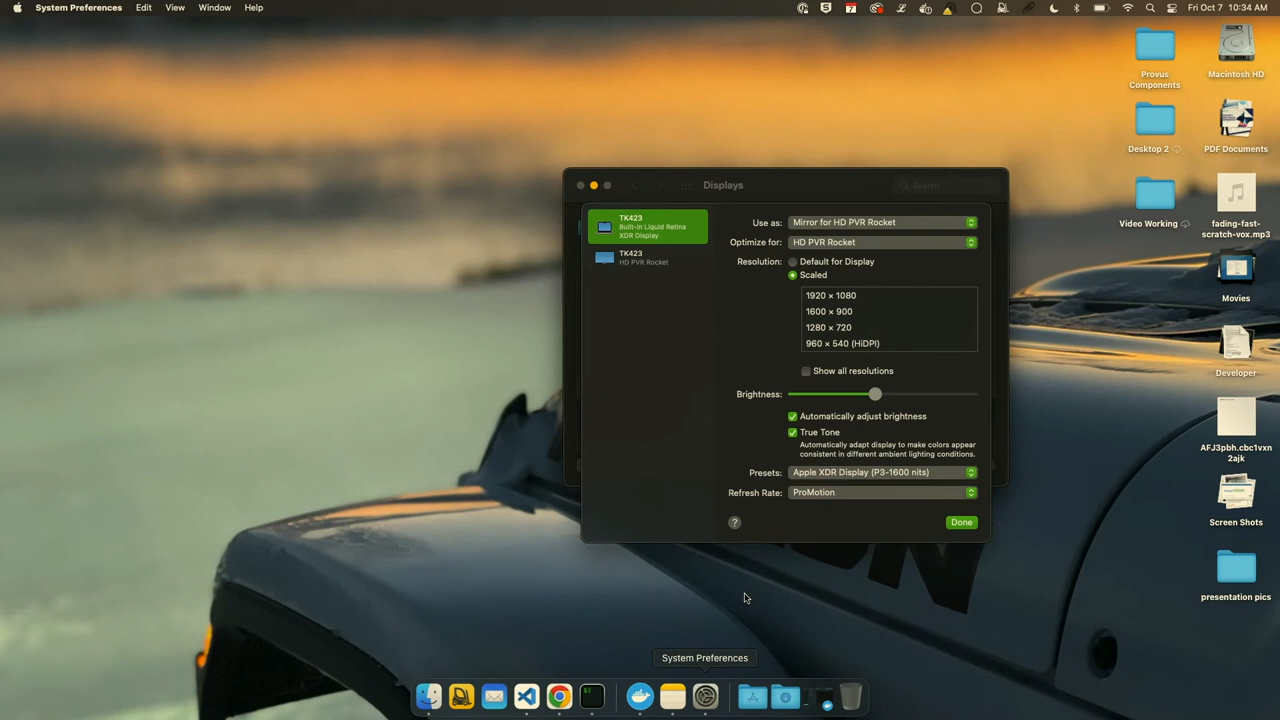 System Preferences Edit View Window Help
7
Fri Oct 7 10:34 AM
Provus
Components
Macintosh HD
Desktop 2
PDF Documents
Video Working
fading-fast-
scratch-vox.mp3
Movies
Developer
AFJ3pbh.cbc1vxn
2ajk
Screen Shots
presentation pics
Displays
Search
TK423
Built-in Liquid Retina
XDR Display
TK423
HD PVR Rocket
Use as: Mirror for HD PVR Rocket
Optimize for: HD PVR Rocket
Resolution: Default for Display
Scaled
1920 × 1080
1600 × 900
1280 × 720
960 × 540 (HiDPI)
Show all resolutions
Brightness:
Automatically adjust brightness
True Tone
Automatically adapt display to make colors appear
consistent in different ambient lighting conditions.
Presets: Apple XDR Display (P3-1600 nits)
Refresh Rate: ProMotion
?
Done
System Preferences